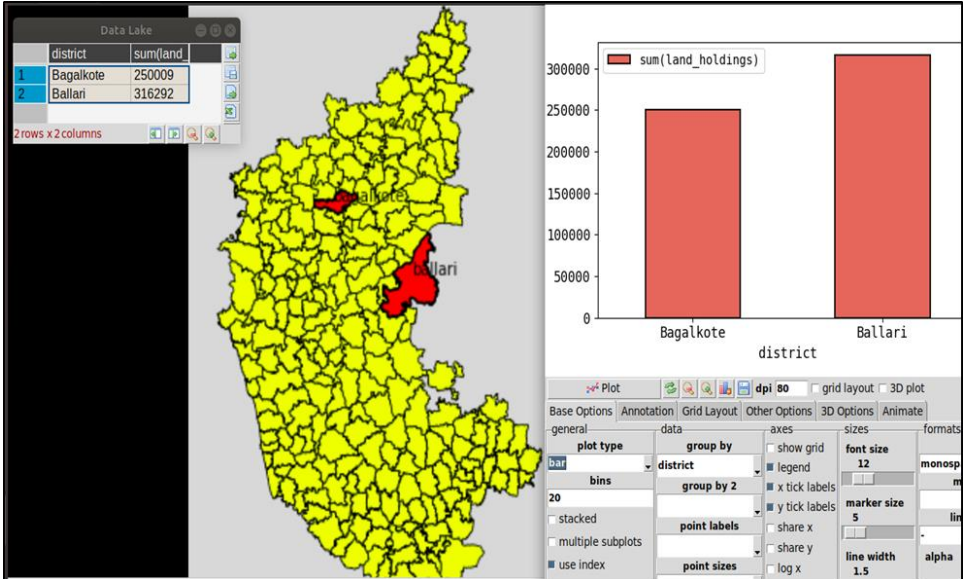 Data Lake
district sum(land_
1 Bagalkote 250009
2 Ballari 316292
2 rows x 2 columns
Bagalkote
ballari
sum(land_holdings)
300000
250000
200000
150000
100000
50000
0
Bagalkote Ballari
district
Plot dpi 80 grid layout 3D plot
Base Options Annotation Grid Layout Other Options 3D Options Animate
general data axes sizes formats
plot type group by show grid font size
bar district legend 12 monosp
bins group by 2 x tick labels m
20 y tick labels marker size
stacked point labels share x 5 lin
multiple subplots share y -
use index point sizes log x line width alpha
1.5